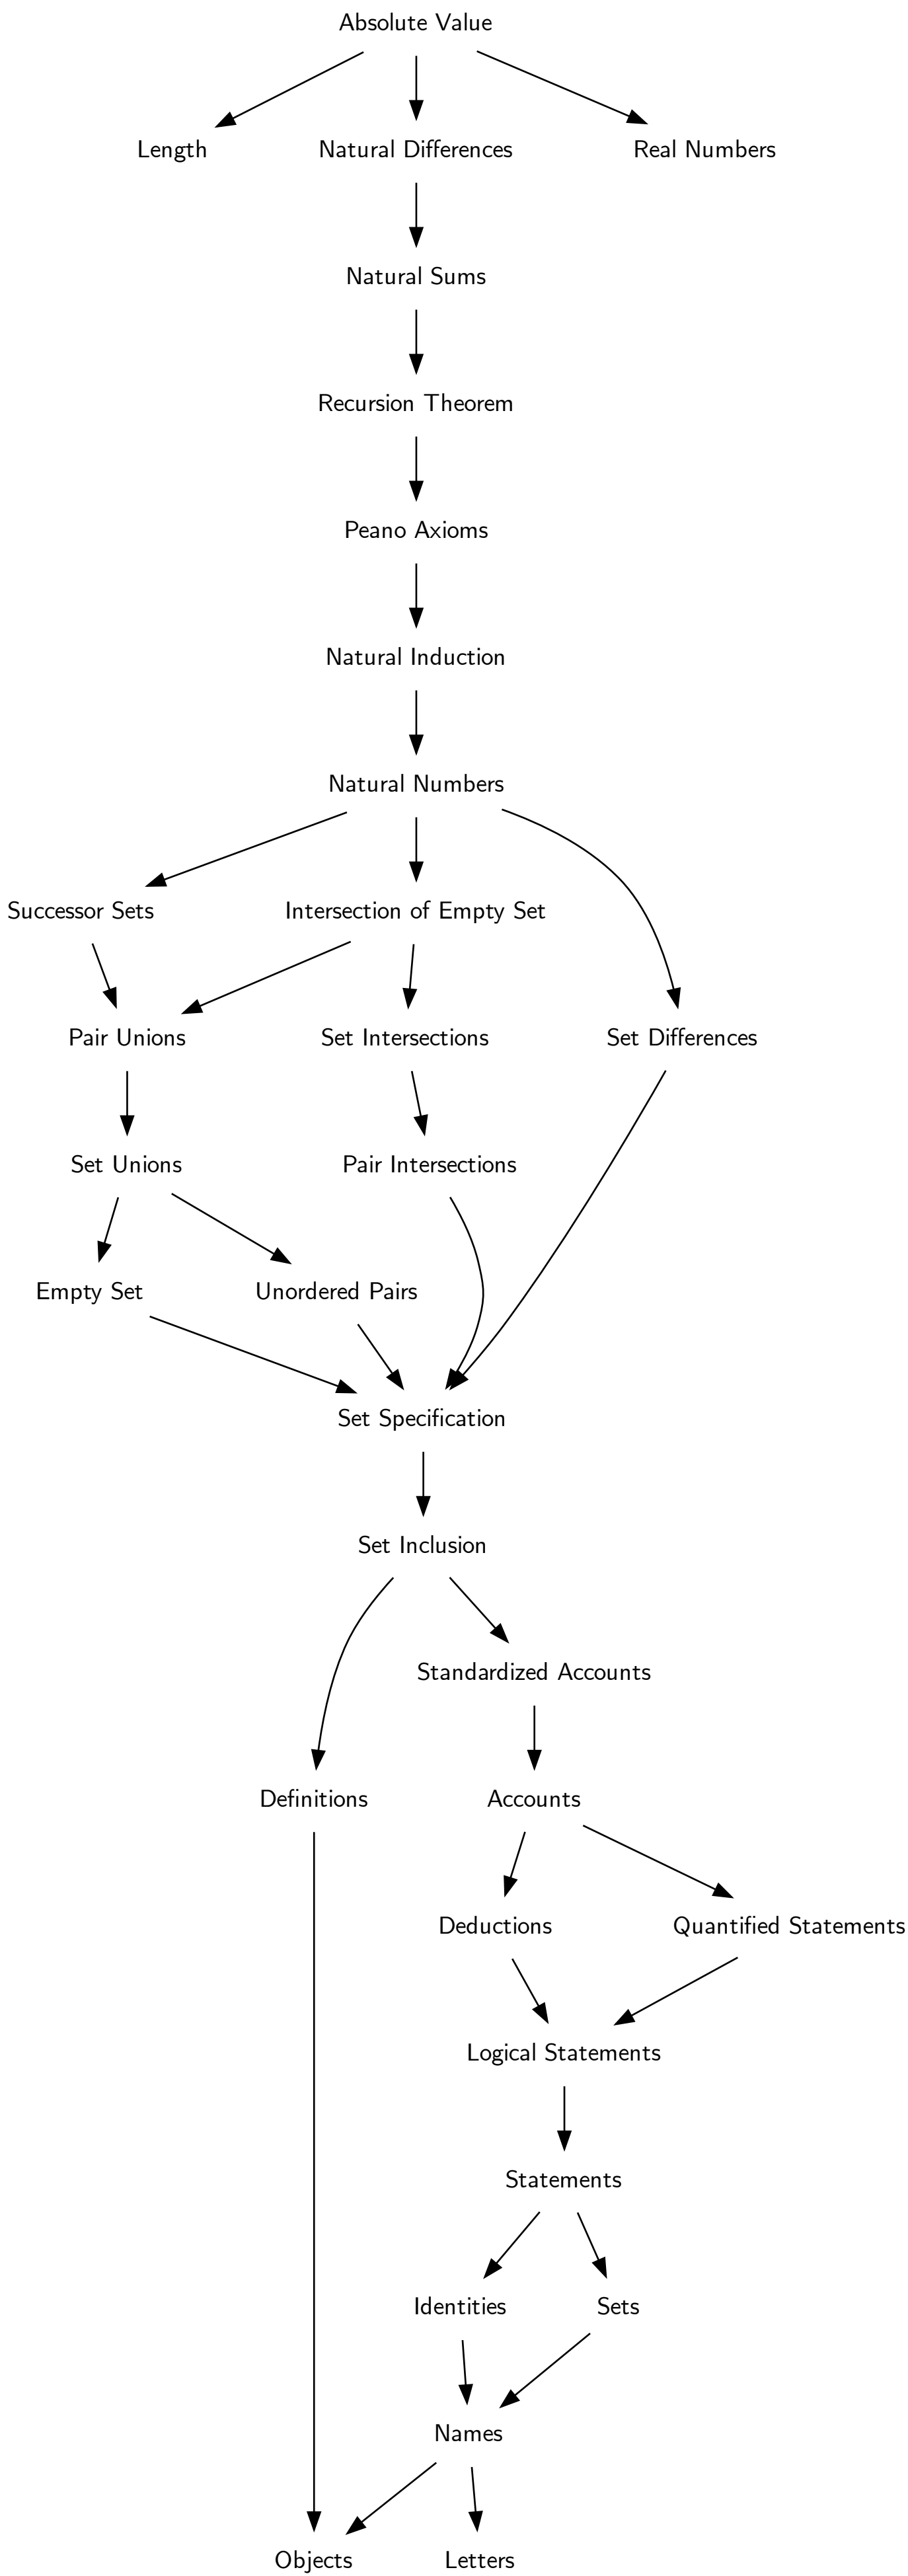 Absolute Value
Length
Natural Differences
Real Numbers
Natural Sums
Recursion Theorem
Peano Axioms
Natural Induction
Natural Numbers
Successor Sets
Intersection of Empty Set
Pair Unions
Set Intersections
Set Differences
Set Unions
Pair Intersections
Empty Set
Unordered Pairs
Set Specification
Set Inclusion
Standardized Accounts
Definitions
Accounts
Deductions
Quantified Statements
Logical Statements
Statements
Identities
Sets
Names
Objects
Letters